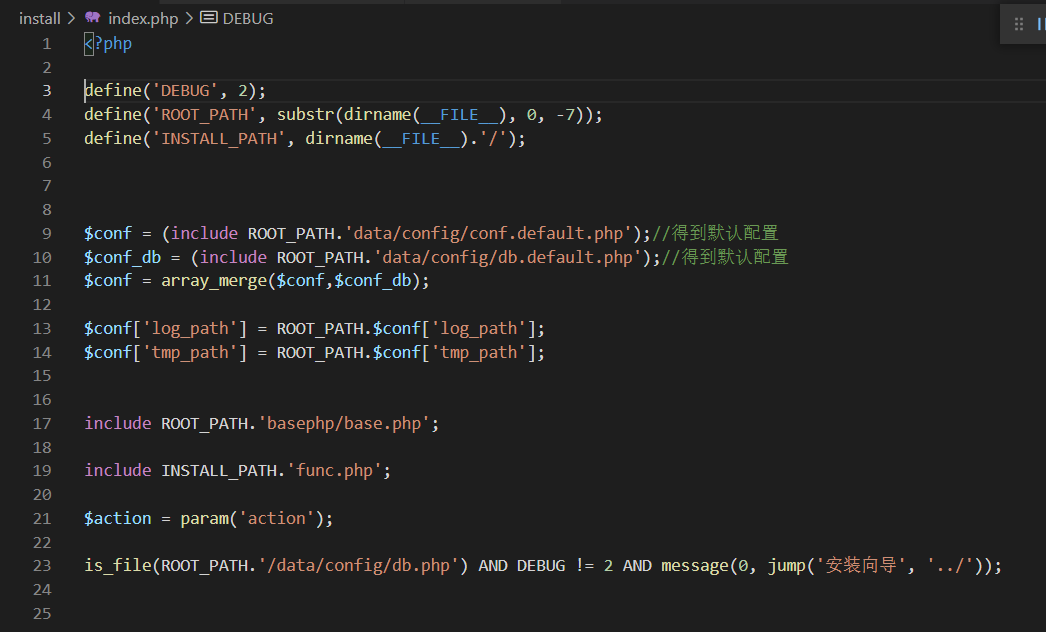 install > index.php > DEBUG
1 <?php
2
3 define('DEBUG', 2);
4 define('ROOT_PATH', substr(dirname(__FILE__), 0, -7));
5 define('INSTALL_PATH', dirname(__FILE__).'/');
6
7
8
9 $conf = (include ROOT_PATH.'data/config/conf.default.php');//得到默认配置
10 $conf_db = (include ROOT_PATH.'data/config/db.default.php');//得到默认配置
11 $conf = array_merge($conf,$conf_db);
12
13 $conf['log_path'] = ROOT_PATH.$conf['log_path'];
14 $conf['tmp_path'] = ROOT_PATH.$conf['tmp_path'];
15
16
17 include ROOT_PATH.'basephp/base.php';
18
19 include INSTALL_PATH.'func.php';
20
21 $action = param('action');
22
23 is_file(ROOT_PATH.'/data/config/db.php') AND DEBUG != 2 AND message(0, jump('安装向导', '../'));
24
25